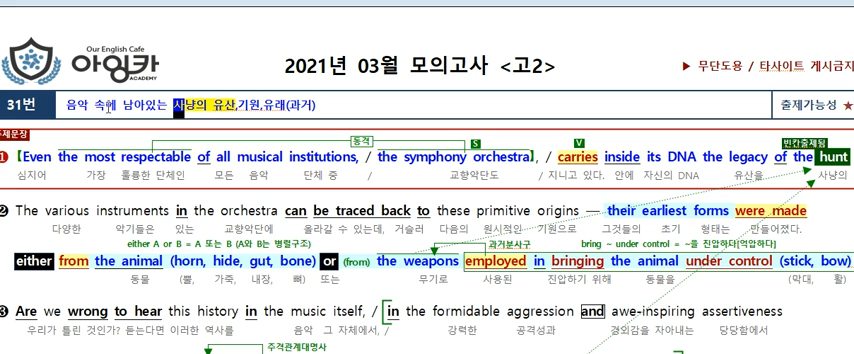 Our English Cafe
아잉카
ACADEMY
2021년 03월 모의고사 <고2>
▶ 무단도용 / 타사이트 게시금지
31번
음악 속에 남아있는 사냥의 유산,기원,유래(과거)
출제가능성 ★
주제문장
동격
S
V
빈칸출제됨
❶【Even the most respectable of all musical institutions, / the symphony orchestra】, / carries inside its DNA the legacy of the hunt
심지어 가장 훌륭한 단체인 모든 음악 단체 중 / 교향악단도 / 지니고 있다. 안에 자신의 DNA 유산을 사냥의
❷ The various instruments in the orchestra can be traced back to these primitive origins — their earliest forms were made
다양한 악기들은 있는 교향악단에 올라갈 수 있는데, 거슬러 다음의 원시적인 기원으로 그것들의 초기 형태는 만들어졌다.
either A or B = A 또는 B (A와 B는 병렬구조)
과거분사구
bring ~ under control = ~을 진압하다[억압하다]
either from the animal (horn, hide, gut, bone) or (from) the weapons employed in bringing the animal under control (stick, bow)
동물 (뿔, 가죽, 내장, 뼈) 또는 무기로 사용된 진압하기 위해 동물을 (막대, 활)
❸ Are we wrong to hear this history in the music itself, / [in the formidable aggression and awe-inspiring assertiveness
우리가 틀린 것인가? 듣는다면 이러한 역사를 음악 그 자체에서, / 강력한 공격성과 경외감을 자아내는 당당함에서
주격관계대명사